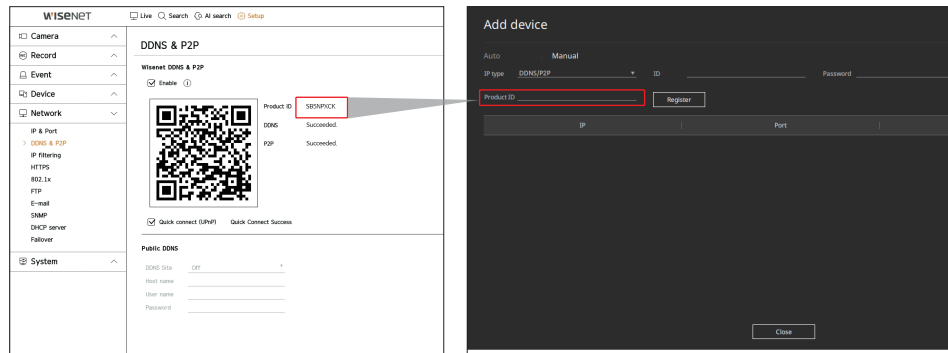 WISENET
Live Search AI search Setup
Camera
Record
Event
Device
Network
IP & Port
DDNS & P2P
IP filtering
HTTPS
802.1x
FTP
E-mail
SNMP
DHCP server
Failover
System
DDNS & P2P
Wisenet DDNS & P2P
Enable
Product ID SB5NPXCK
DDNS Succeeded.
P2P Succeeded.
Quick connect (UPnP) Quick Connect Success
Public DDNS
DDNS Site Off
Host name
User name
Password
Add device
Auto Manual
IP type DDNS/P2P ID Password
Product ID Register
IP Port
Close